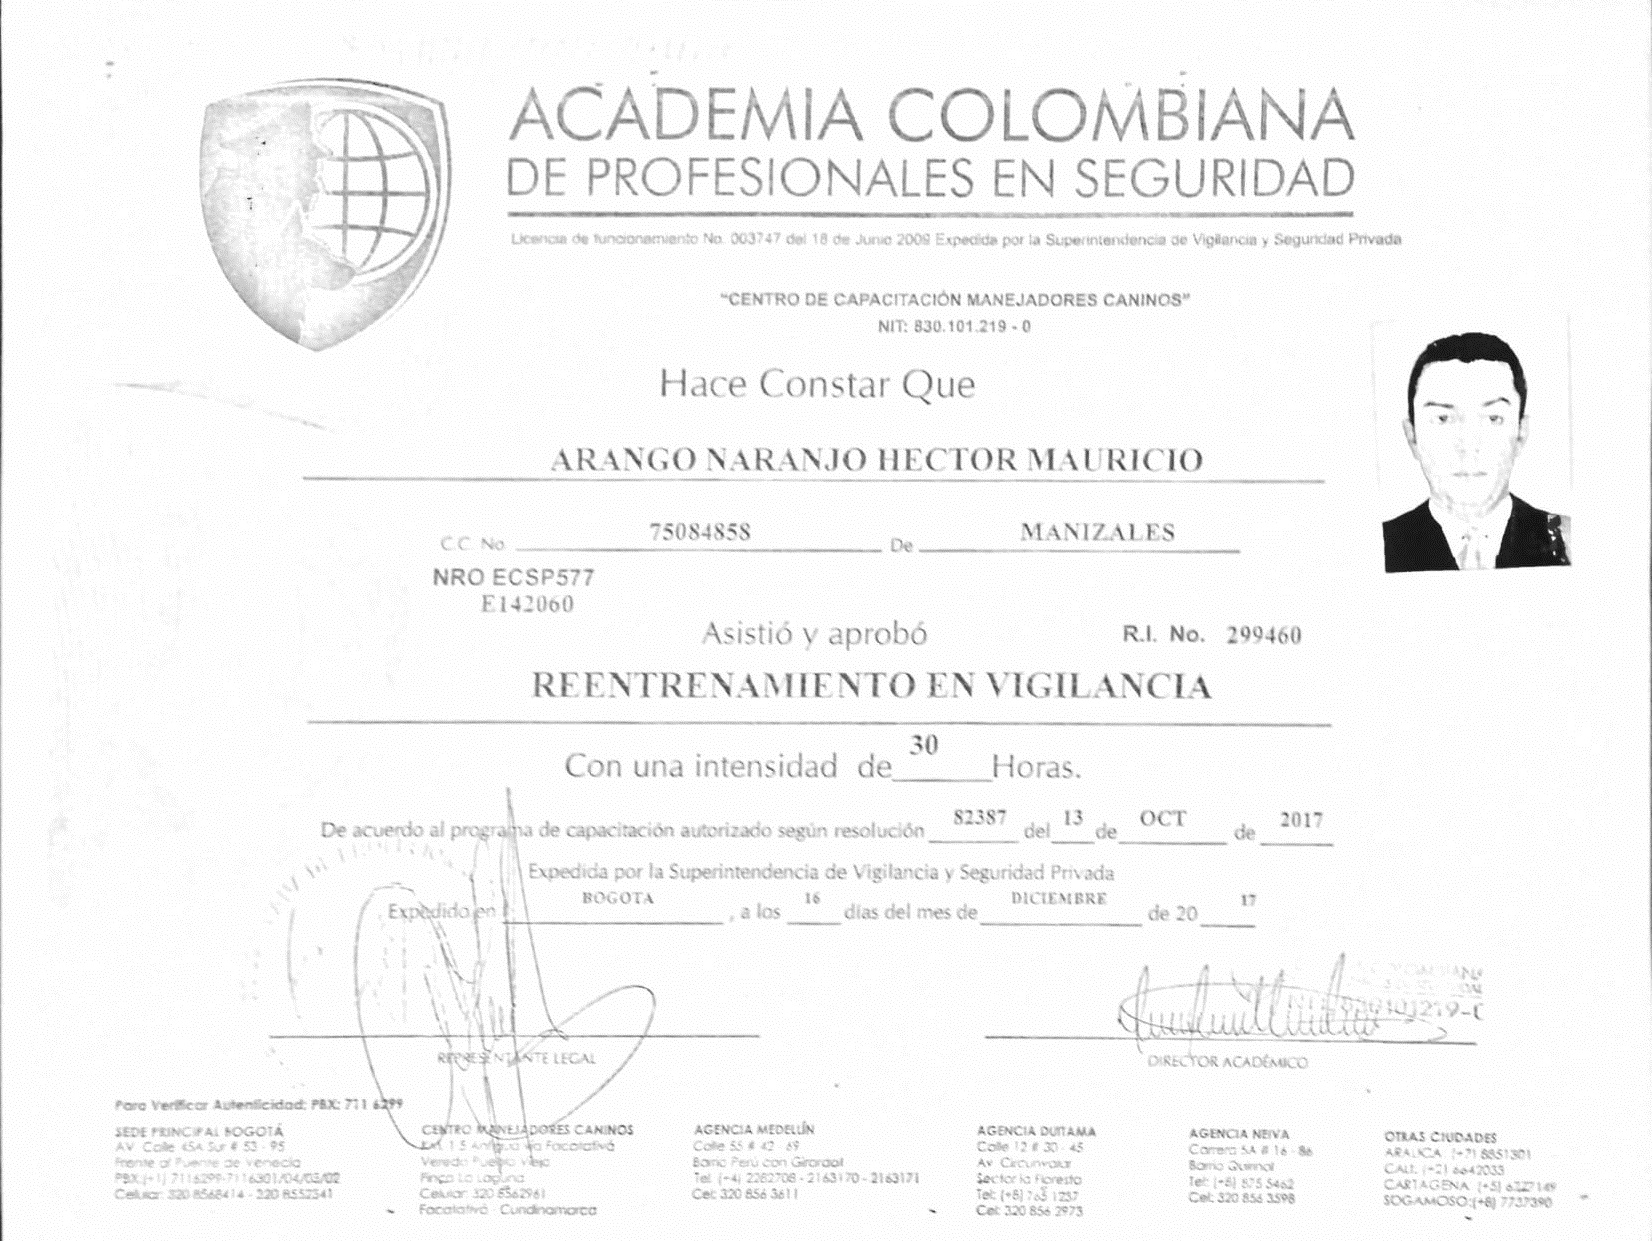 ACADEMIA COLOMBIANA
DE PROFESIONALES EN SEGURIDAD
Licencia de funcionamiento No. 003747 del 18 de Junio 2009 Expedida por la Superintendencia de Vigilancia y Seguridad Privada
"CENTRO DE CAPACITACIÓN MANEJADORES CANINOS"
NIT: 830.101.219 - 0
Hace Constar Que
ARANGO NARANJO HECTOR MAURICIO
C.C. No. 75084858 De MANIZALES
NRO ECSP577
E142060
Asistió y aprobó R.I. No. 299460
REENTRENAMIENTO EN VIGILANCIA
Con una intensidad de 30 Horas.
De acuerdo al programa de capacitación autorizado según resolución 82387 del 13 de OCT de 2017
Expedida por la Superintendencia de Vigilancia y Seguridad Privada
Expedido en BOGOTA, a los 16 días del mes de DICIEMBRE de 20 17
REPRESENTANTE LEGAL
DIRECTOR ACADÉMICO
Para Verificar Autenticidad: PBX: 711 6299
SEDE PRINCIPAL BOGOTÁ
AV Calle 45A Sur # 53 - 95
Frente al Puente de Venecia
PBX:(+1) 7116299-7116301/04/03/02
Celular: 320 8568414 - 320 8552541
CENTRO MANEJADORES CANINOS
KM 1.5 Antigua vía Facatativá
Vereda Pueblo Viejo
Finca La Laguna
Celular: 320 8562961
Facatativá - Cundinamarca
AGENCIA MEDELLÍN
Calle 55 # 42 - 69
Barrio Perú con Girardot
Tel: (+4) 2282708 - 2163170 - 2163171
Cel: 320 856 3611
AGENCIA DUITAMA
Calle 12 # 30 - 45
Av Circunvalar
Sector la Floresta
Tel: (+8) 763 1257
Cel: 320 856 2973
AGENCIA NEIVA
Carrera 5A # 16 - 86
Barrio Quirinal
Tel: (+8) 875 5462
Cel: 320 856 3598
OTRAS CIUDADES
ARAUCA: (+7) 8851301
CALI: (+2) 6642033
CARTAGENA: (+5) 6727149
SOGAMOSO:(+8) 7737390